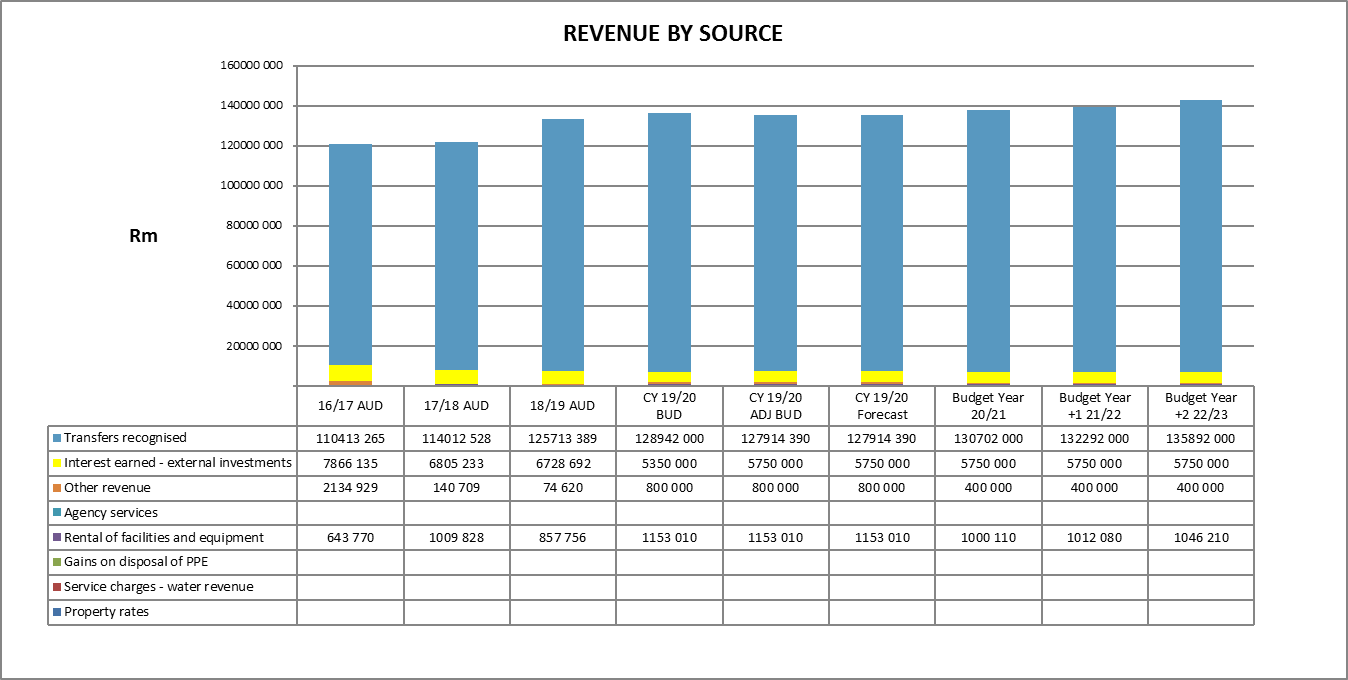 REVENUE BY SOURCE
160000 000
140000 000
120000 000
100000 000
80000 000
60000 000
40000 000
20000 000
Rm
16/17 AUD 17/18 AUD 18/19 AUD CY 19/20 BUD CY 19/20 ADJ BUD CY 19/20 Forecast Budget Year 20/21 Budget Year +1 21/22 Budget Year +2 22/23
Transfers recognised 110413 265 114012 528 125713 389 128942 000 127914 390 127914 390 130702 000 132292 000 135892 000
Interest earned - external investments 7866 135 6805 233 6728 692 5350 000 5750 000 5750 000 5750 000 5750 000 5750 000
Other revenue 2134 929 140 709 74 620 800 000 800 000 800 000 400 000 400 000 400 000
Agency services
Rental of facilities and equipment 643 770 1009 828 857 756 1153 010 1153 010 1153 010 1000 110 1012 080 1046 210
Gains on disposal of PPE
Service charges - water revenue
Property rates